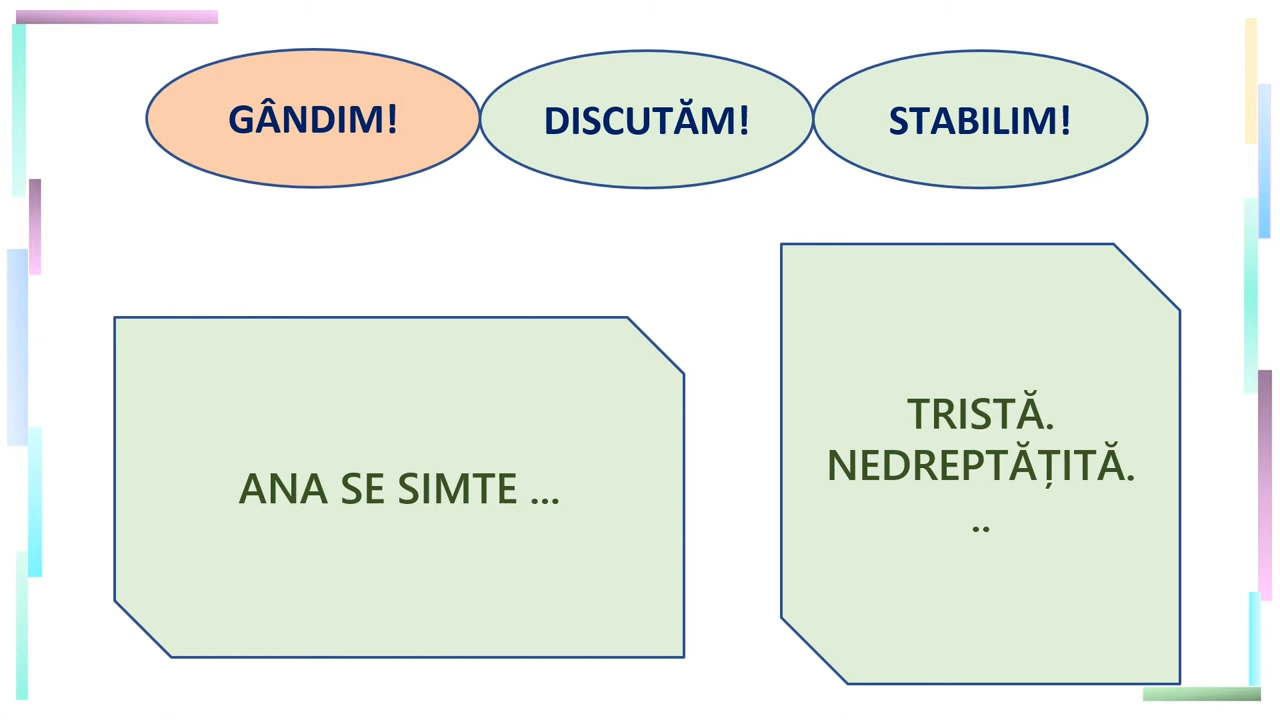 GÂNDIM!
DISCUTĂM!
STABILIM!
ANA SE SIMTE ...
TRISTĂ.
NEDREPTĂȚITĂ.
..